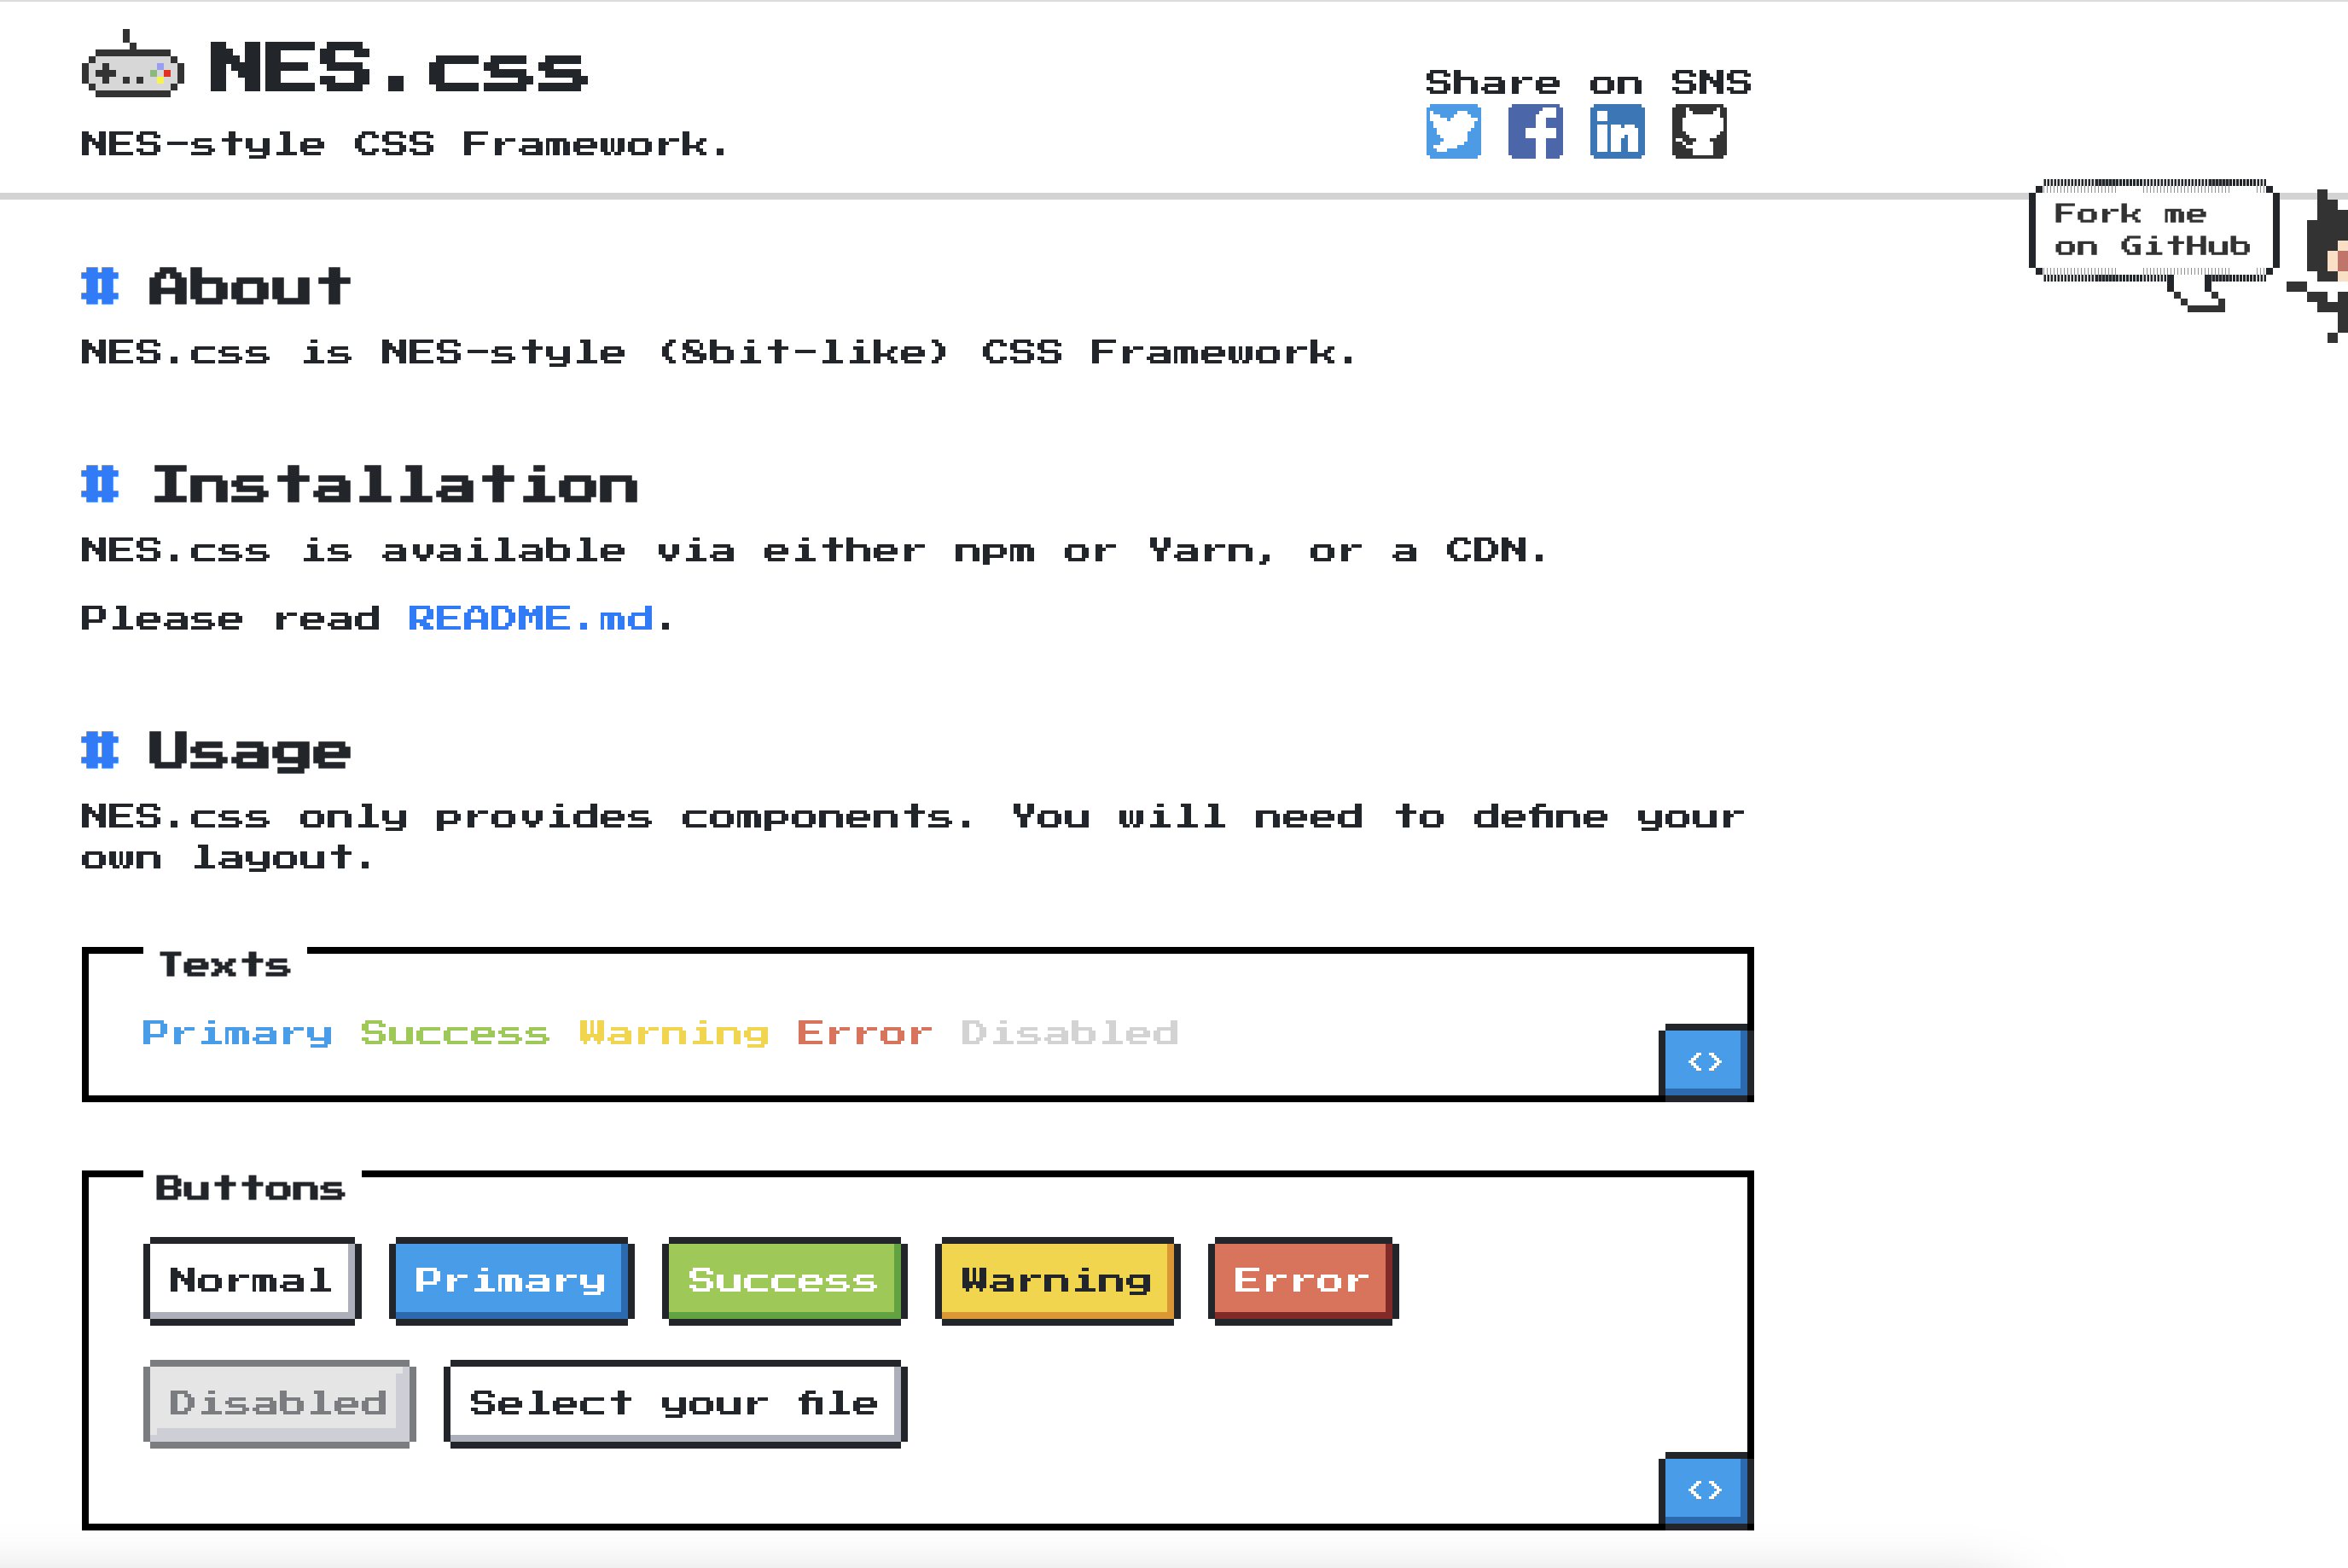 NES.css
NES-style CSS Framework.
Share on SNS
Fork me
on GitHub
# About
NES.css is NES-style (8bit-like) CSS Framework.
# Installation
NES.css is available via either npm or Yarn, or a CDN.
Please read README.md.
# Usage
NES.css only provides components. You will need to define your
own layout.
Texts
Primary Success Warning Error Disabled
<>
Buttons
Normal Primary Success Warning Error
Disabled Select your file
<>